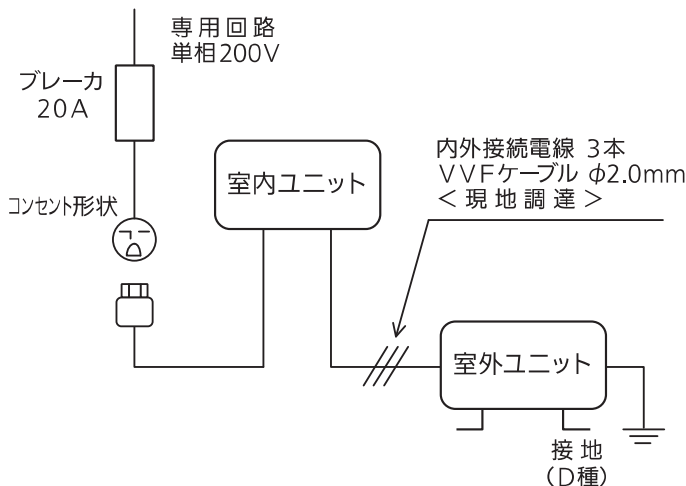 専用回路
単相200V
ブレーカ
20A
コンセント形状
室内ユニット
内外接続電線 3本
VVFケーブル φ2.0mm
＜現地調達＞
室外ユニット
接地
(D種)